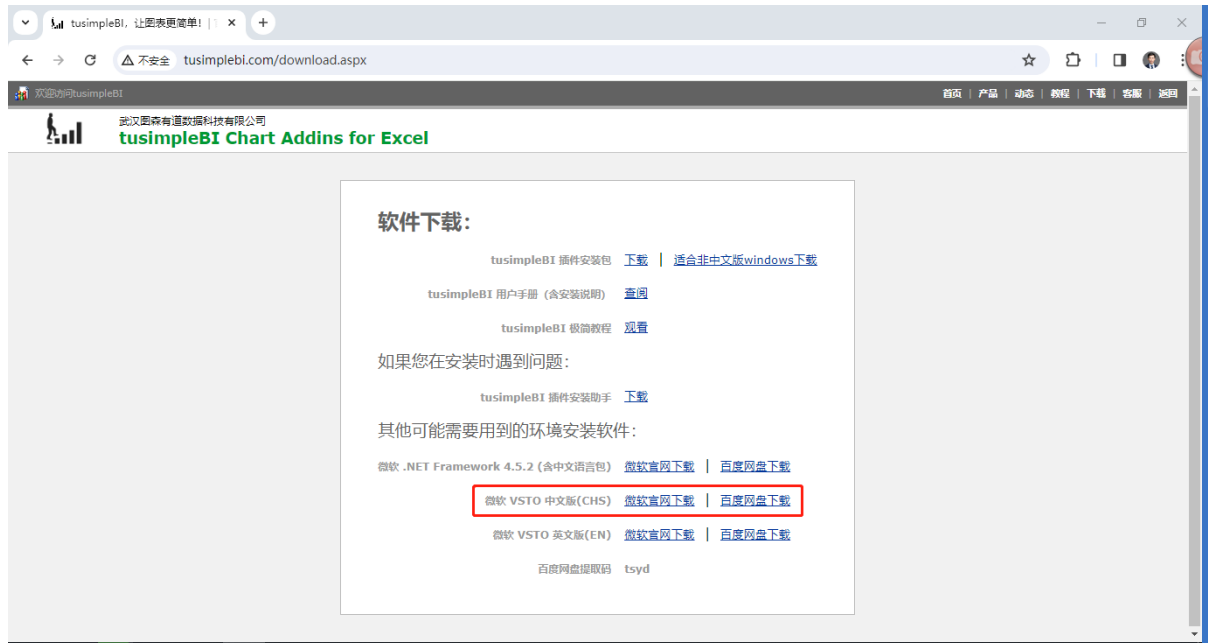 tusimpleBI，让图表更简单！| T
不安全 tusimplebi.com/download.aspx
欢迎访问tusimpleBI 首页 | 产品 | 动态 | 教程 | 下载 | 客服 | 返回
武汉图森有道数据科技有限公司
tusimpleBI Chart Addins for Excel
软件下载：
tusimpleBI 插件安装包 下载 | 适合非中文版windows下载
tusimpleBI 用户手册 (含安装说明) 查阅
tusimpleBI 极简教程 观看
如果您在安装时遇到问题：
tusimpleBI 插件安装助手 下载
其他可能需要用到的环境安装软件：
微软 .NET Framework 4.5.2 (含中文语言包) 微软官网下载 | 百度网盘下载
微软 VSTO 中文版(CHS) 微软官网下载 | 百度网盘下载
微软 VSTO 英文版(EN) 微软官网下载 | 百度网盘下载
百度网盘提取码 tsyd